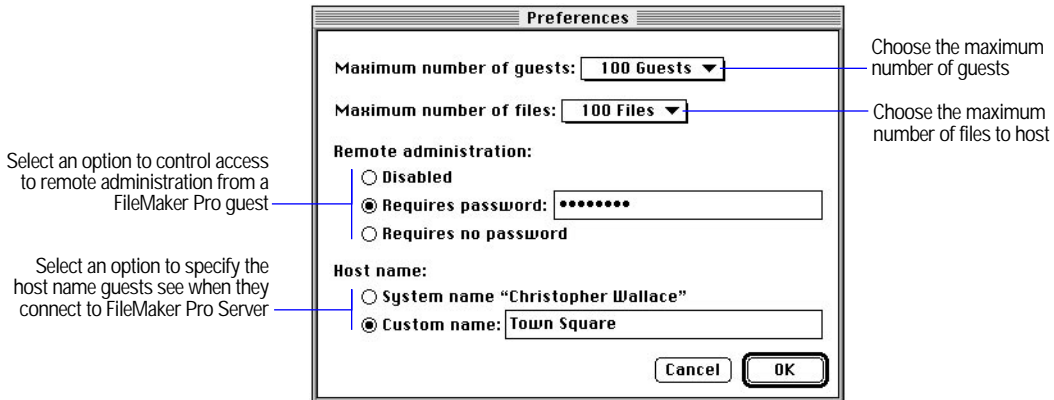 Preferences
Maximum number of guests: 100 Guests
Choose the maximum
number of guests
Maximum number of files: 100 Files
Choose the maximum
number of files to host
Remote administration:
Select an option to control access
to remote administration from a
FileMaker Pro guest
Disabled
Requires password: ••••••••
Requires no password
Host name:
Select an option to specify the
host name guests see when they
connect to FileMaker Pro Server
System name “Christopher Wallace”
Custom name: Town Square
Cancel OK